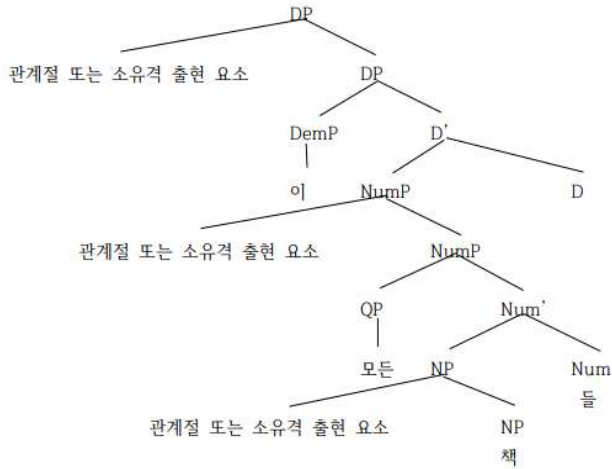 DP
관계절 또는 소유격 출현 요소 DP
DemP D'
이 NumP D
관계절 또는 소유격 출현 요소 NumP
QP Num'
모든 NP Num
들
관계절 또는 소유격 출현 요소 NP
책